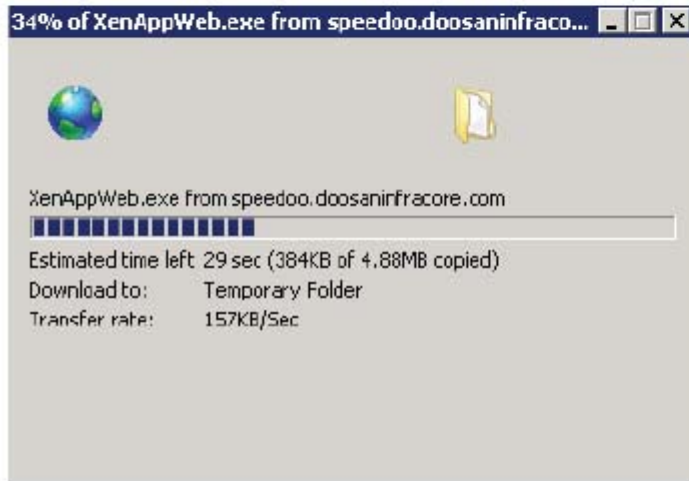 34% of XenAppWeb.exe from speedoo.doosaninfraco...
XenAppWeb.exe from speedoo.doosaninfracore.com
Estimated time left 29 sec (384KB of 4.88MB copied)
Download to: Temporary Folder
Transfer rate: 157KB/Sec